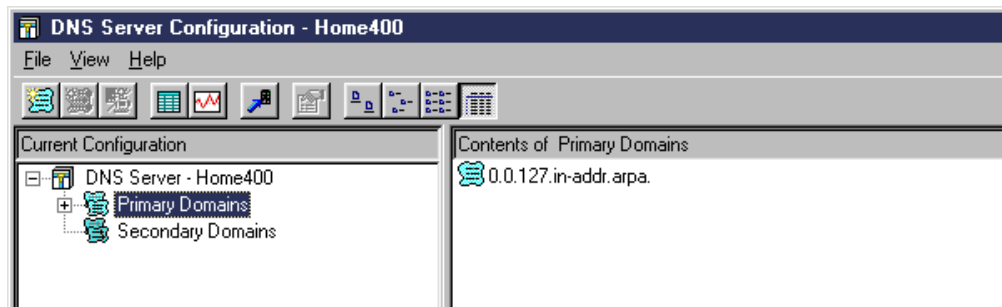 DNS Server Configuration - Home400
File View Help
Current Configuration
Contents of Primary Domains
DNS Server - Home400
0.0.127.in-addr.arpa.
Primary Domains
Secondary Domains